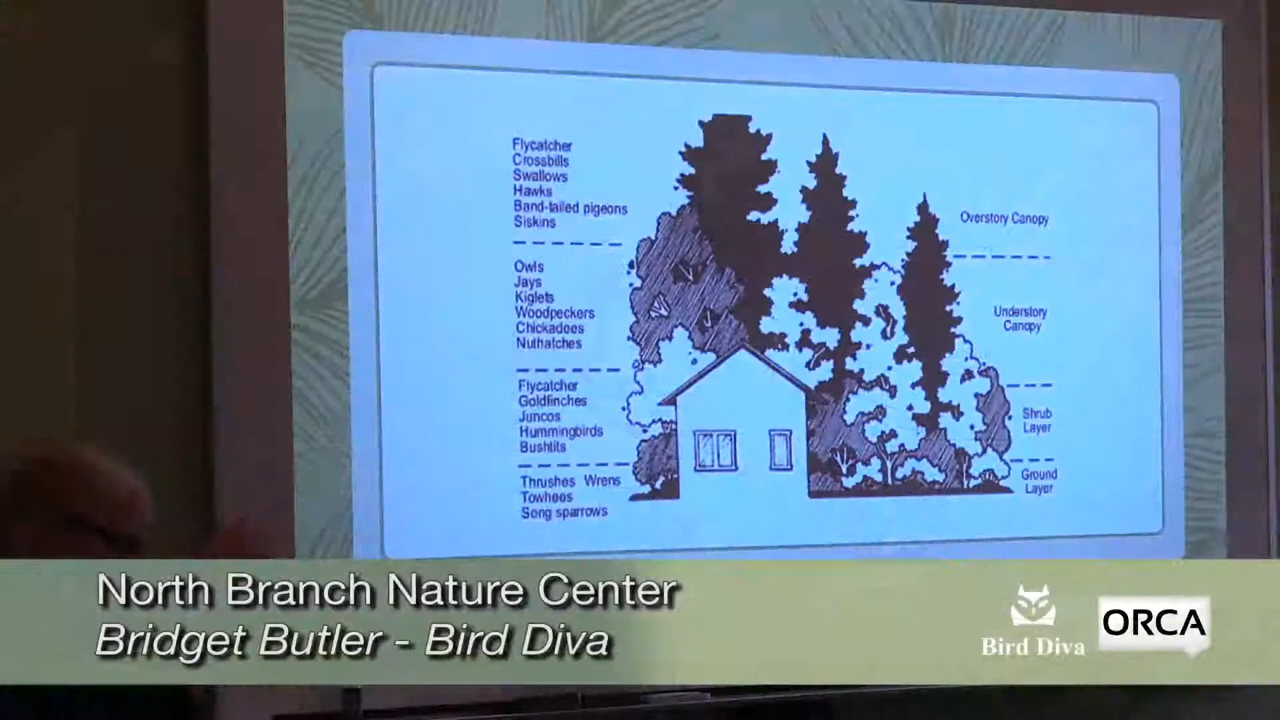 Flycatcher
Crossbills
Swallows
Hawks
Band-tailed pigeons
Siskins
Overstory Canopy
Owls
Jays
Kiglets
Woodpeckers
Chickadees
Nuthatches
Understory
Canopy
Flycatcher
Goldfinches
Juncos
Hummingbirds
Bushtits
Shrub
Layer
Thrushes Wrens
Towhees
Song sparrows
Ground
Layer
North Branch Nature Center
Bridget Butler - Bird Diva
Bird Diva
ORCA